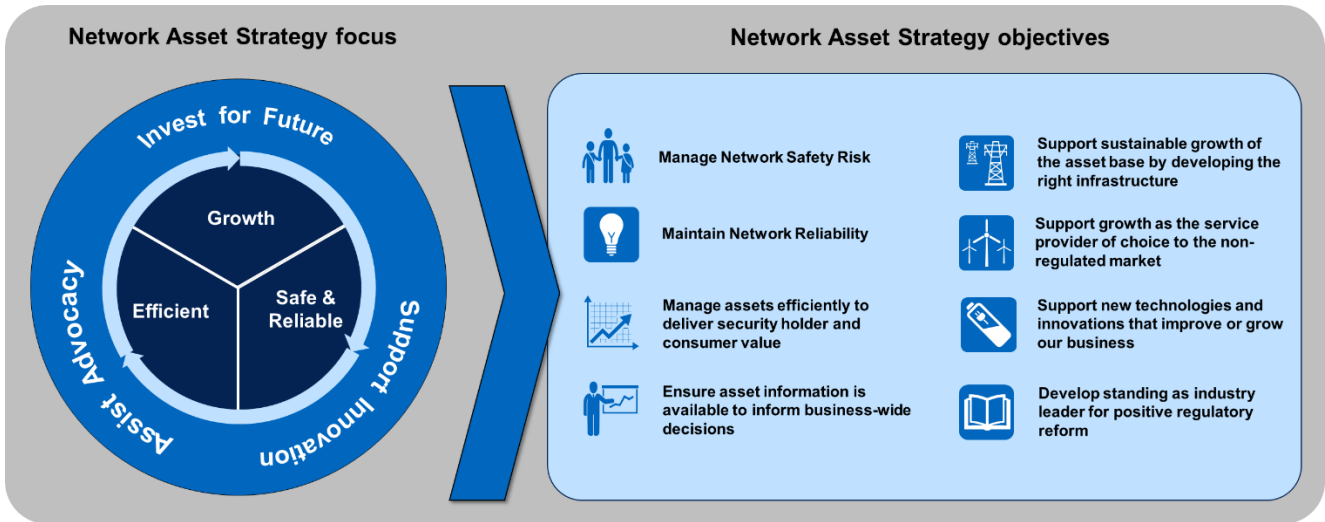 Network Asset Strategy focus
Invest for Future
Support Innovation
Assist Advocacy
Growth
Efficient
Safe &
Reliable
Network Asset Strategy objectives
Manage Network Safety Risk
Maintain Network Reliability
Manage assets efficiently to
deliver security holder and
consumer value
Ensure asset information is
available to inform business-wide
decisions
Support sustainable growth of
the asset base by developing the
right infrastructure
Support growth as the service
provider of choice to the non-
regulated market
Support new technologies and
innovations that improve or grow
our business
Develop standing as industry
leader for positive regulatory
reform